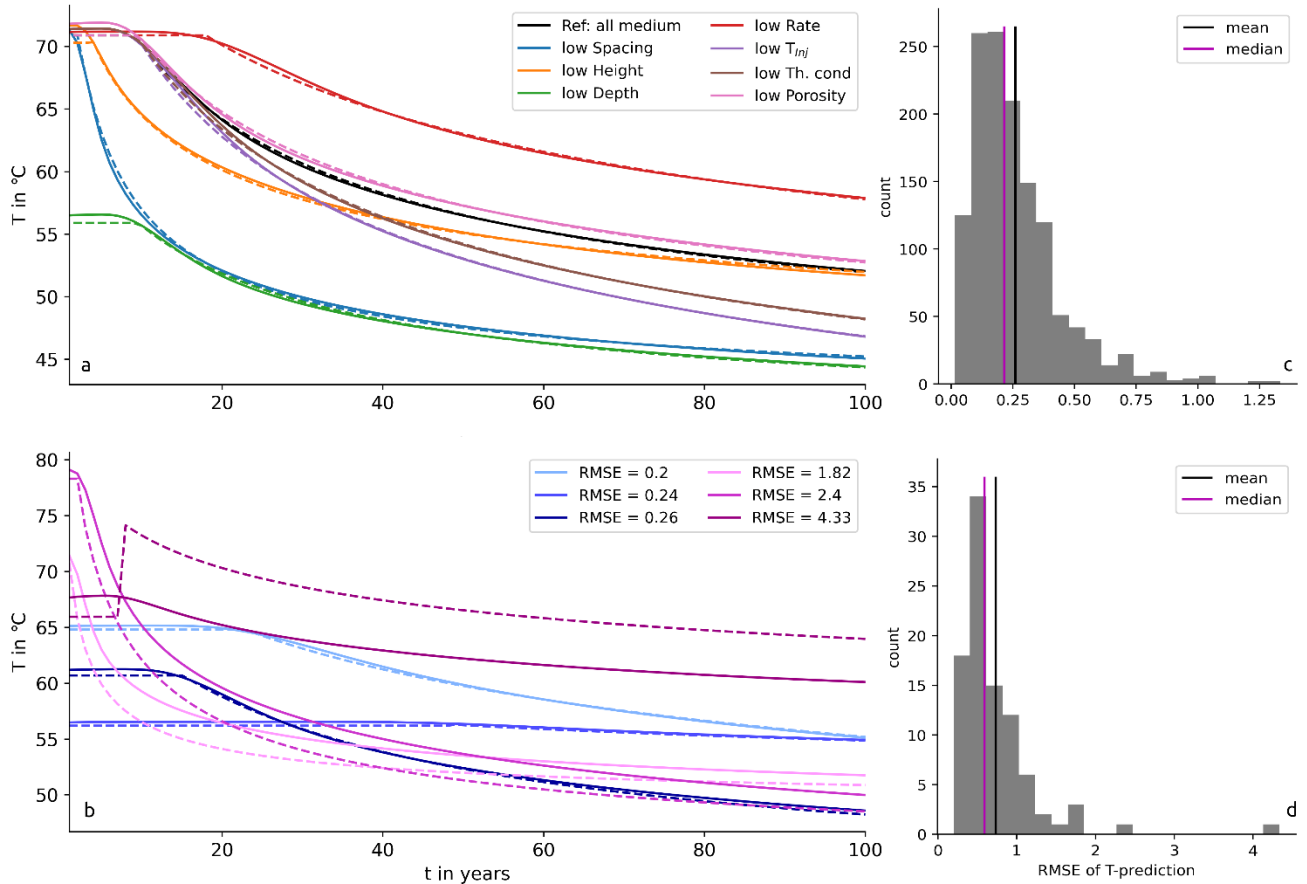 Ref: all medium
low Spacing
low Height
low Depth
low Rate
low T_Inj
low Th. cond
low Porosity
70
65
60
55
50
45
T in °C
a
20
40
60
80
100
mean
median
250
200
150
100
50
0
count
c
0.00
0.25
0.50
0.75
1.00
1.25
RMSE = 0.2
RMSE = 0.24
RMSE = 0.26
RMSE = 1.82
RMSE = 2.4
RMSE = 4.33
80
75
70
65
60
55
50
T in °C
b
20
40
60
80
100
t in years
mean
median
35
30
25
20
15
10
5
0
count
d
0
1
2
3
4
RMSE of T-prediction